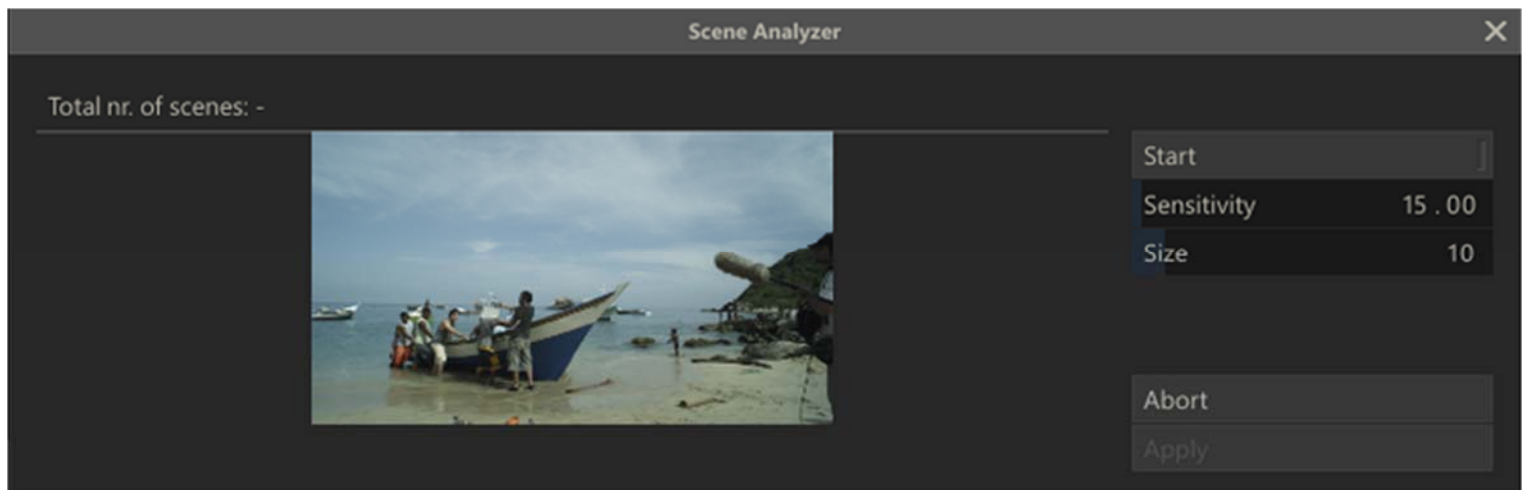 Scene Analyzer
Total nr. of scenes: -
Start
Sensitivity 15.00
Size 10
Abort
Apply